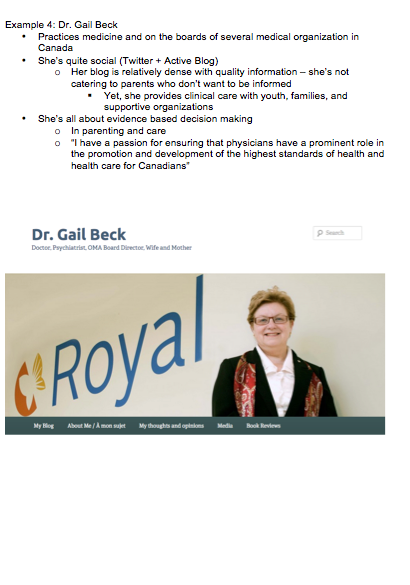 Example 4: Dr. Gail Beck
• Practices medicine and on the boards of several medical organization in
Canada
• She's quite social (Twitter + Active Blog)
o Her blog is relatively dense with quality information – she's not
catering to parents who don't want to be informed
▪ Yet, she provides clinical care with youth, families, and
supportive organizations
• She's all about evidence based decision making
o In parenting and care
o "I have a passion for ensuring that physicians have a prominent role in
the promotion and development of the highest standards of health and
health care for Canadians"
Dr. Gail Beck
Search
Doctor, Psychiatrist, OMA Board Director, Wife and Mother
Royal
My Blog About Me / À mon sujet My thoughts and opinions Media Book Reviews